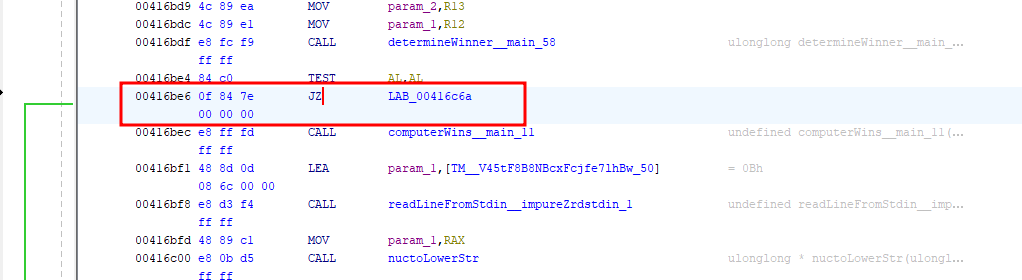 00416bd9 4c 89 ea MOV param_2,R13
00416bdc 4c 89 e1 MOV param_1,R12
00416bdf e8 fc f9 CALL determineWinner__main_58 ulonglong determineWinner__main_...
ff ff
00416be4 84 c0 TEST AL,AL
00416be6 0f 84 7e JZ LAB_00416c6a
00 00 00
00416bec e8 ff fd CALL computerWins__main_11 undefined computerWins__main_11(...
ff ff
00416bf1 48 8d 0d LEA param_1,[TM__V45tF8B8NBcxFcjfe7lhBw_50] = 0Bh
08 6c 00 00
00416bf8 e8 d3 f4 CALL readLineFromStdin__impureZrdstdin_1 undefined readLineFromStdin__imp...
ff ff
00416bfd 48 89 c1 MOV param_1,RAX
00416c00 e8 0b d5 CALL nuctoLowerStr ulonglong * nuctoLowerStr(ulongl...
ff ff